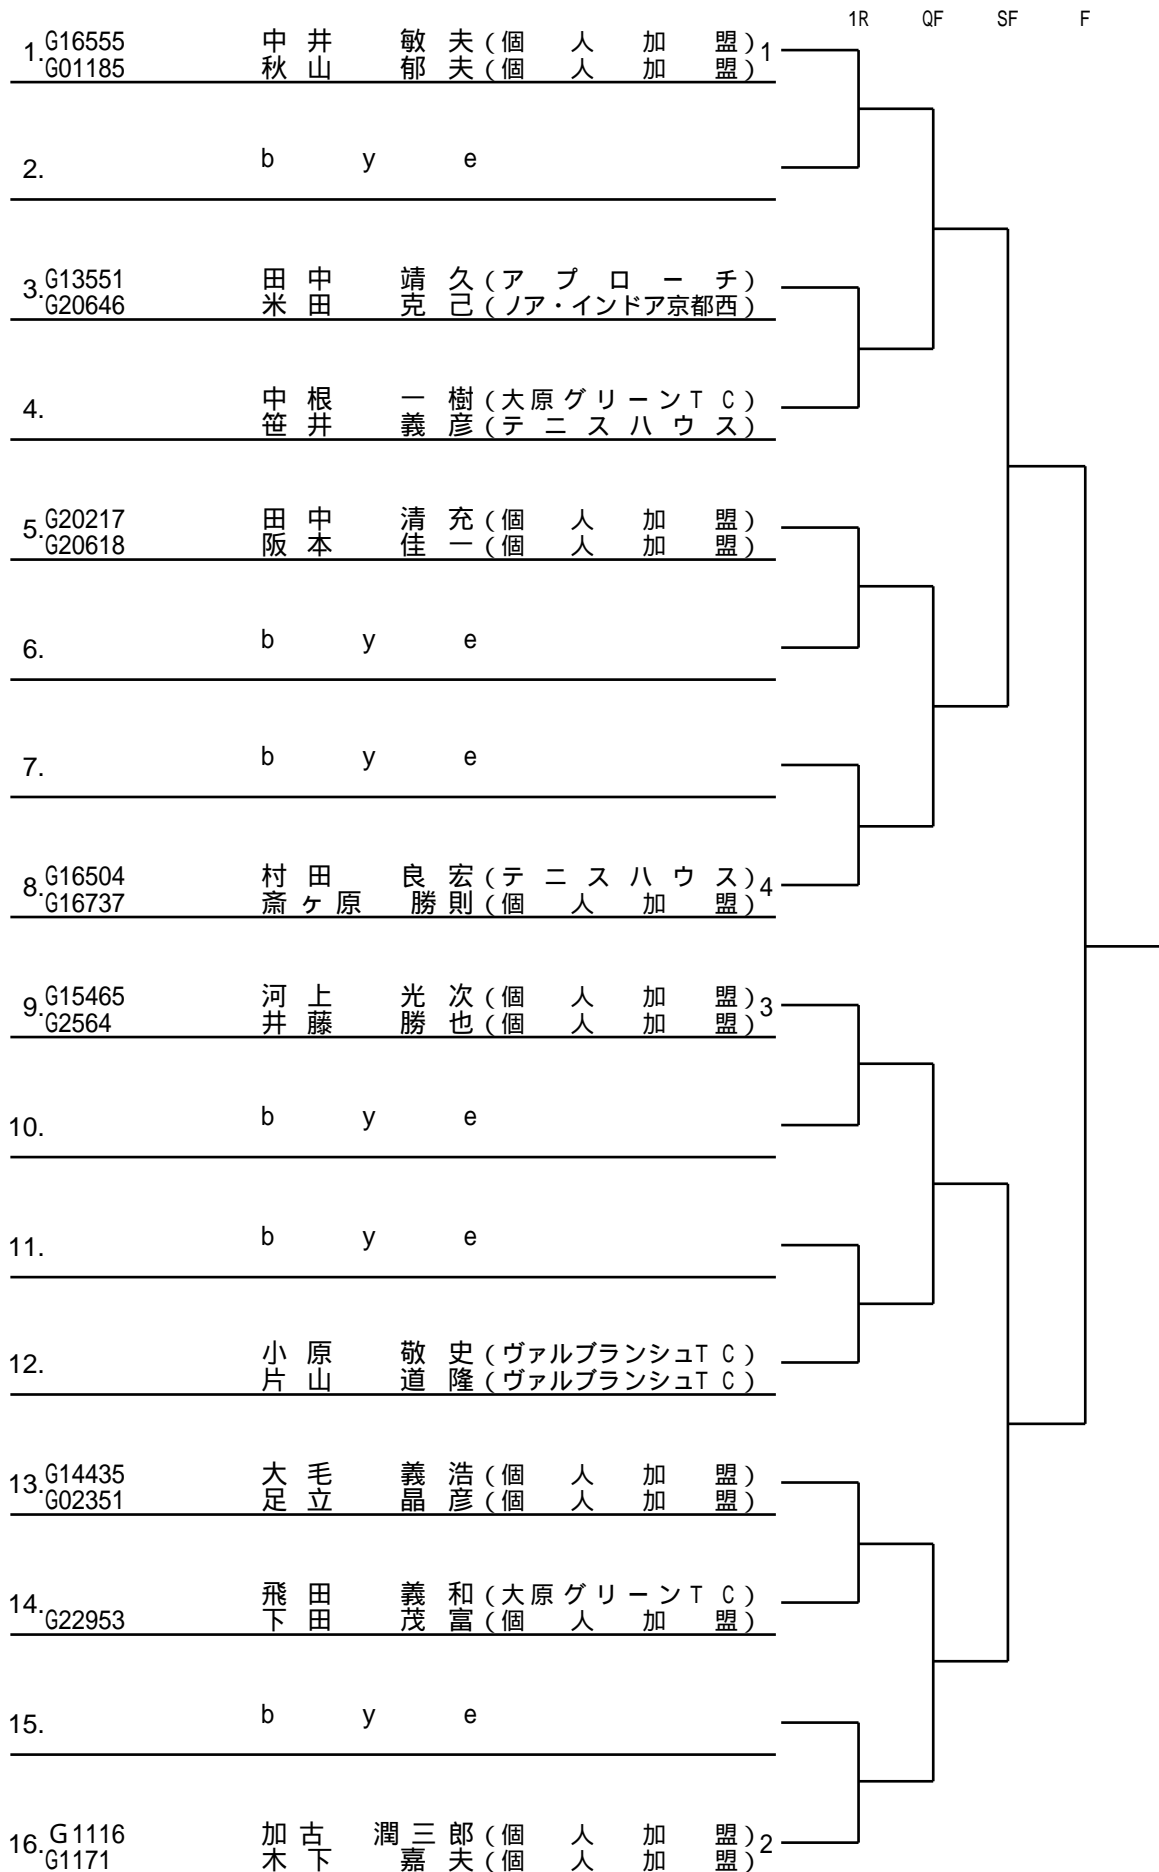 1R QF SF F
1. G16555 中井 敏夫(個人加盟) 1
G01185 秋山 郁夫(個人加盟)
2. bye
3. G13551 田中 靖久(アプローチ)
G20646 米田 克己(ノア・インドア京都西)
4. 中根 一樹(大原グリーンTC)
笹井 義彦(テニスハウス)
5. G20217 田中 清充(個人加盟)
G20618 阪本 佳一(個人加盟)
6. bye
7. bye
8. G16504 村田 良宏(テニスハウス) 4
G16737 斎ヶ原 勝則(個人加盟)
9. G15465 河上 光次(個人加盟) 3
G2564 井藤 勝也(個人加盟)
10. bye
11. bye
12. 小原 敬史(ヴァルブランシュTC)
片山 道隆(ヴァルブランシュTC)
13. G14435 大毛 義浩(個人加盟)
G02351 足立 晶彦(個人加盟)
14. 飛田 義和(大原グリーンTC)
G22953 下田 茂富(個人加盟)
15. bye
16. G1116 加古 潤三郎(個人加盟) 2
G1171 木下 嘉夫(個人加盟)